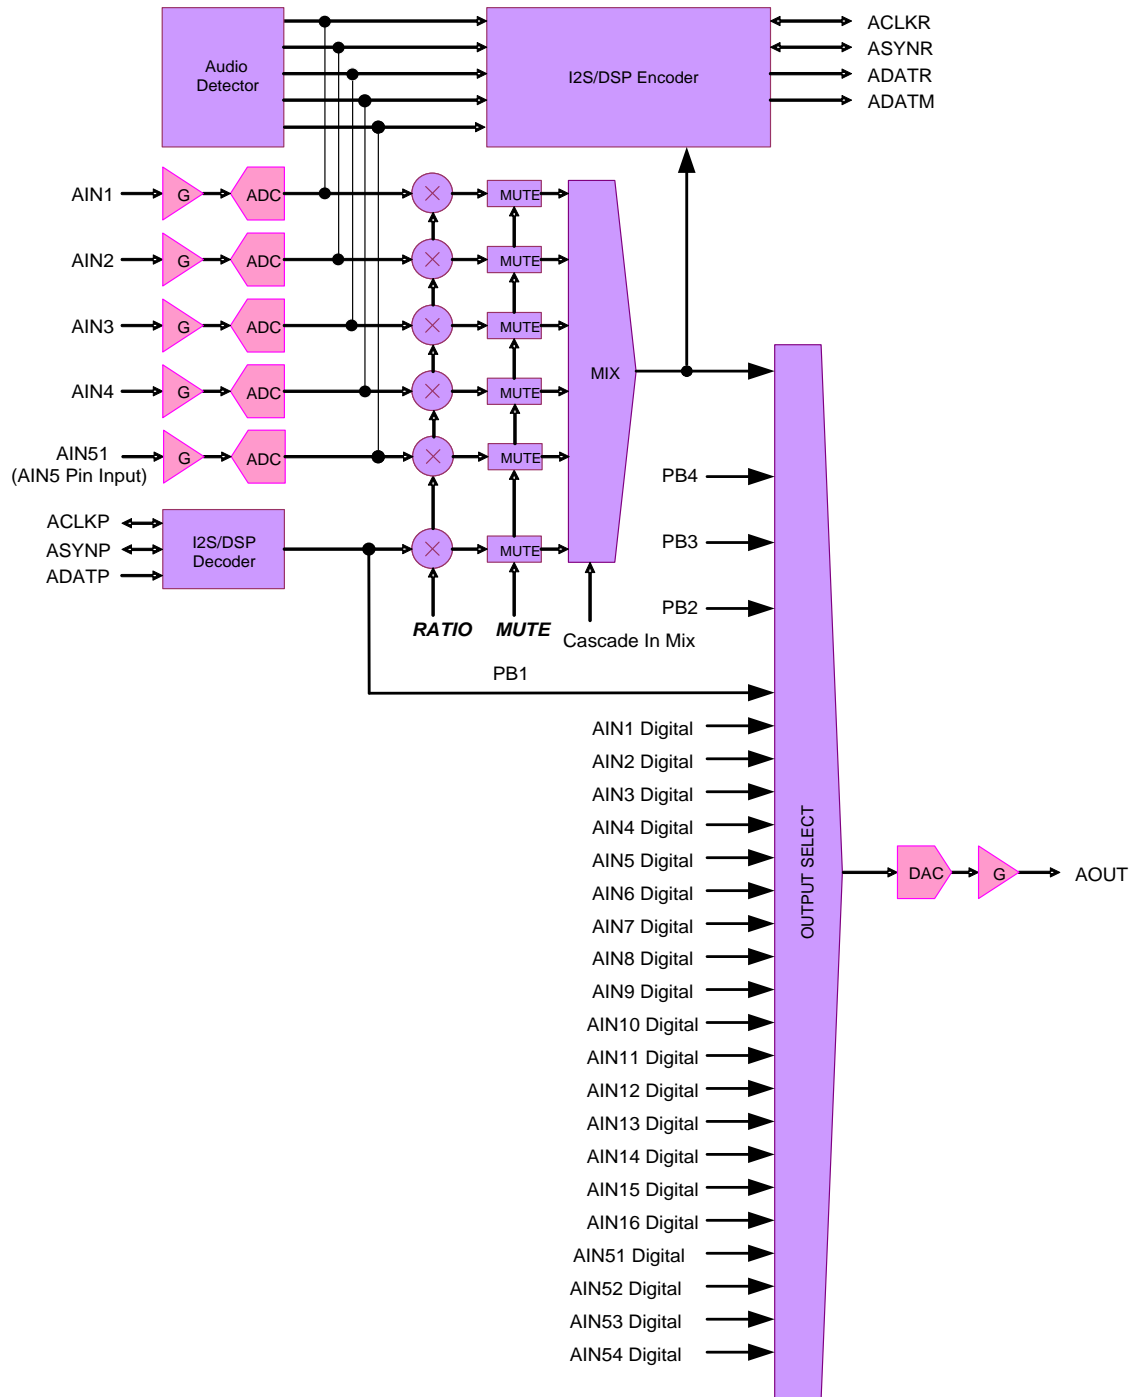 Audio
Detector
I2S/DSP Encoder
ACLKR
ASYNR
ADATR
ADATM
AIN1
G
ADC
MUTE
AIN2
G
ADC
MUTE
AIN3
G
ADC
MUTE
AIN4
G
ADC
MUTE
AIN51
(AIN5 Pin Input)
G
ADC
MUTE
MIX
ACLKP
ASYNP
ADATP
I2S/DSP
Decoder
MUTE
RATIO
MUTE
Cascade In Mix
PB4
PB3
PB2
PB1
AIN1 Digital
AIN2 Digital
AIN3 Digital
AIN4 Digital
AIN5 Digital
AIN6 Digital
AIN7 Digital
AIN8 Digital
AIN9 Digital
AIN10 Digital
AIN11 Digital
AIN12 Digital
AIN13 Digital
AIN14 Digital
AIN15 Digital
AIN16 Digital
AIN51 Digital
AIN52 Digital
AIN53 Digital
AIN54 Digital
OUTPUT SELECT
DAC
G
AOUT